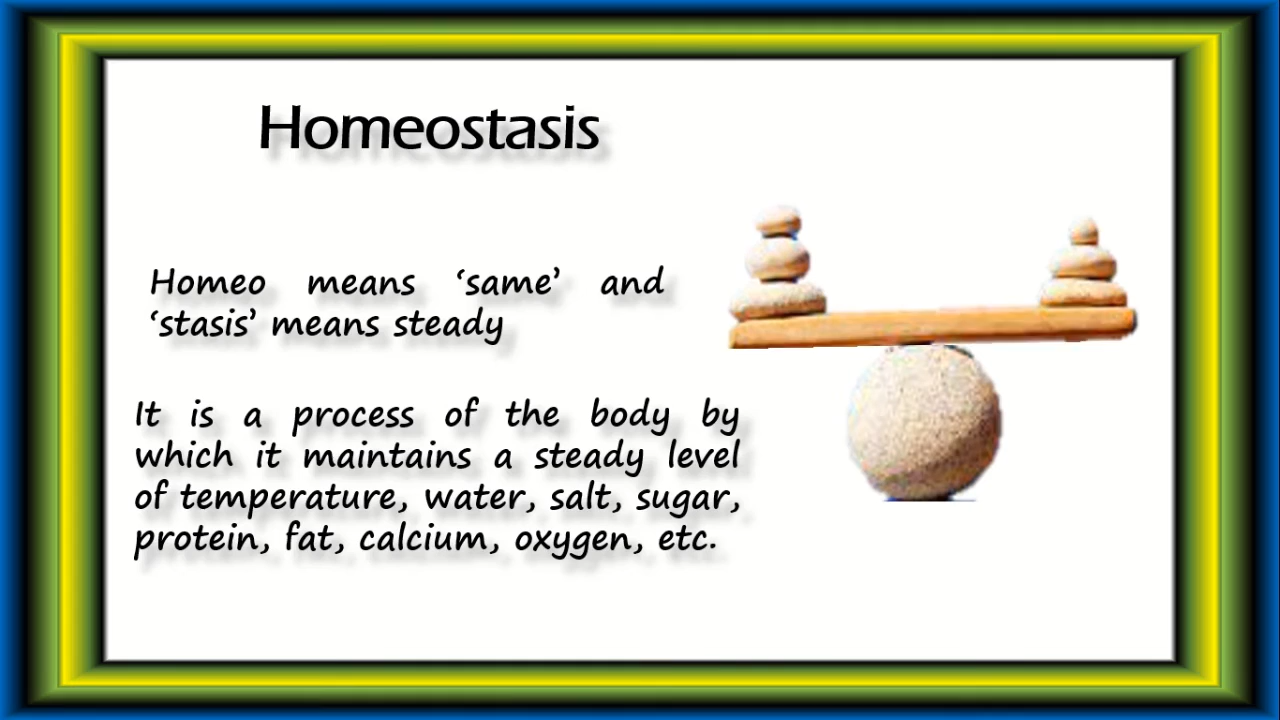 Homeostasis
Homeo means ‘same’ and
‘stasis’ means steady
It is a process of the body by
which it maintains a steady level
of temperature, water, salt, sugar,
protein, fat, calcium, oxygen, etc.